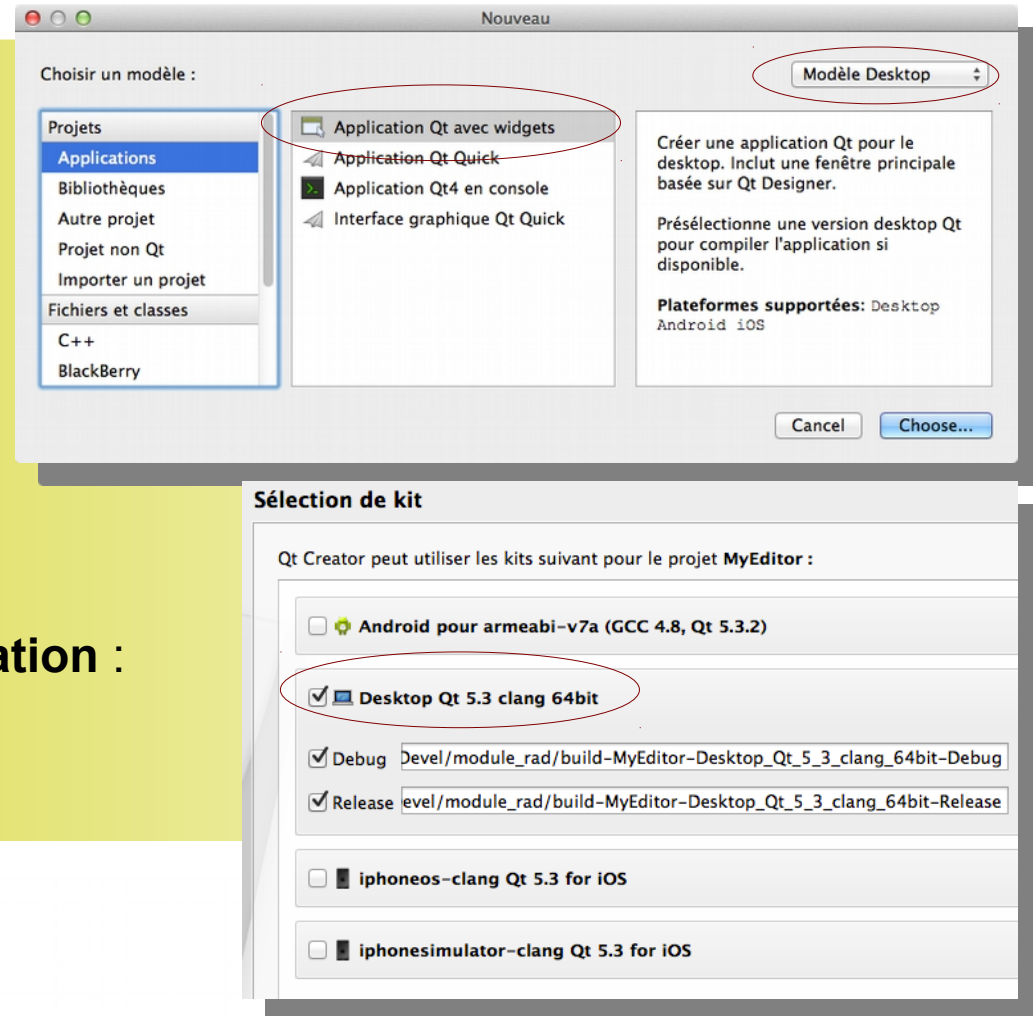 Nouveau
Choisir un modèle :
Modèle Desktop
Projets
Applications
Bibliothèques
Autre projet
Projet non Qt
Importer un projet
Fichiers et classes
C++
BlackBerry
Application Qt avec widgets
Application Qt Quick
Application Qt4 en console
Interface graphique Qt Quick
Créer une application Qt pour le
desktop. Inclut une fenêtre principale
basée sur Qt Designer.
Présélectionne une version desktop Qt
pour compiler l'application si
disponible.
Plateformes supportées: Desktop
Android iOS
Cancel
Choose...
Sélection de kit
Qt Creator peut utiliser les kits suivant pour le projet MyEditor :
Android pour armeabi-v7a (GCC 4.8, Qt 5.3.2)
ation :
Desktop Qt 5.3 clang 64bit
Debug Devel/module_rad/build-MyEditor-Desktop_Qt_5_3_clang_64bit-Debug
Release evel/module_rad/build-MyEditor-Desktop_Qt_5_3_clang_64bit-Release
iphoneos-clang Qt 5.3 for iOS
iphonesimulator-clang Qt 5.3 for iOS